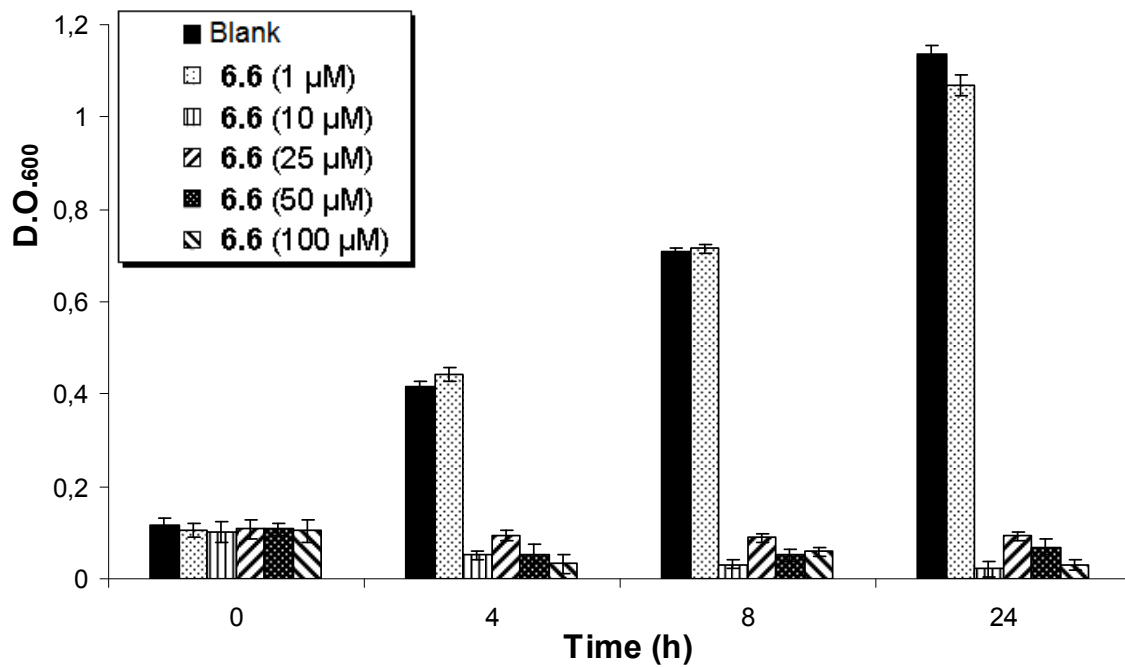 1,2
1
0,8
0,6
0,4
0,2
0
D.O.600
Blank
6.6 (1 µM)
6.6 (10 µM)
6.6 (25 µM)
6.6 (50 µM)
6.6 (100 µM)
0 4 8 24
Time (h)